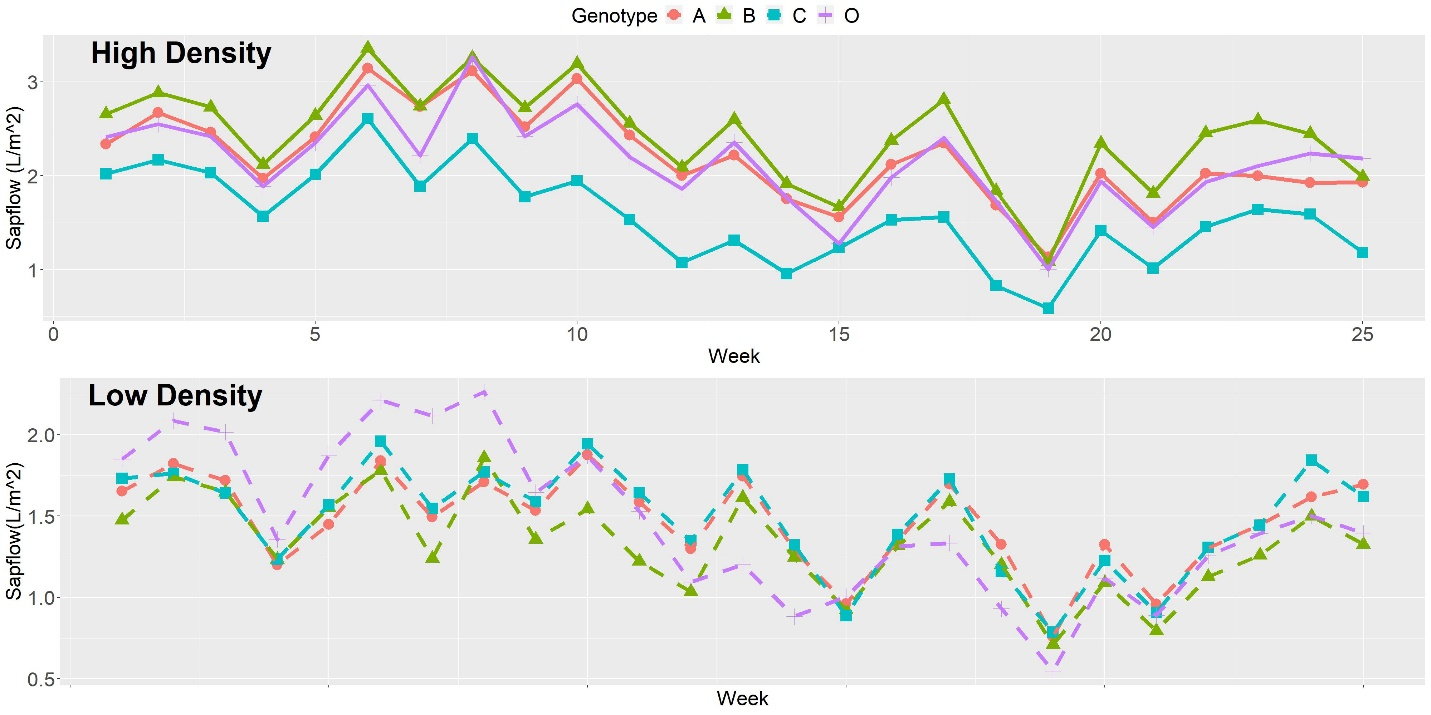 Genotype A B C O
High Density
Sapflow (L/m^2)
3
2
1
0 5 10 15 20 25
Week
Low Density
Sapflow(L/m^2)
2.0
1.5
1.0
0.5
Week